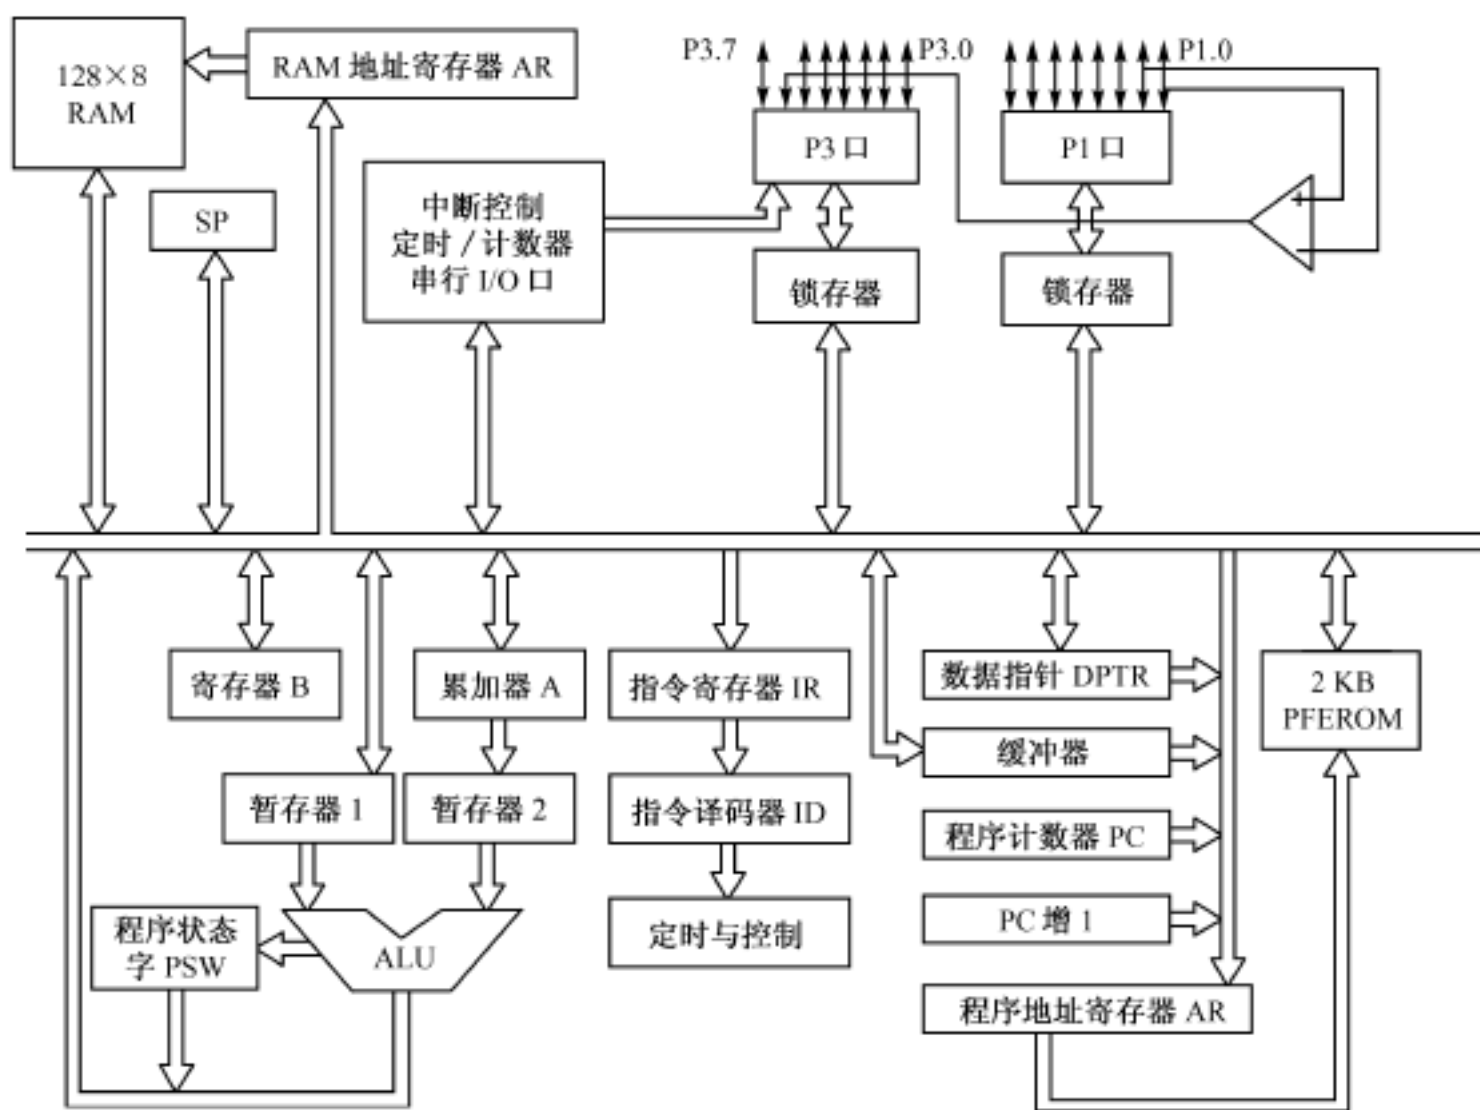 128×8
RAM
RAM 地址寄存器 AR
P3.7
P3.0
P1.0
P3 口
P1 口
SP
中断控制
定时 / 计数器
串行 I/O 口
+
锁存器
锁存器
寄存器 B
累加器 A
指令寄存器 IR
数据指针 DPTR
2 KB
PFEROM
缓冲器
暂存器 1
暂存器 2
指令译码器 ID
程序计数器 PC
PC 增 1
程序状态
字 PSW
ALU
定时与控制
程序地址寄存器 AR